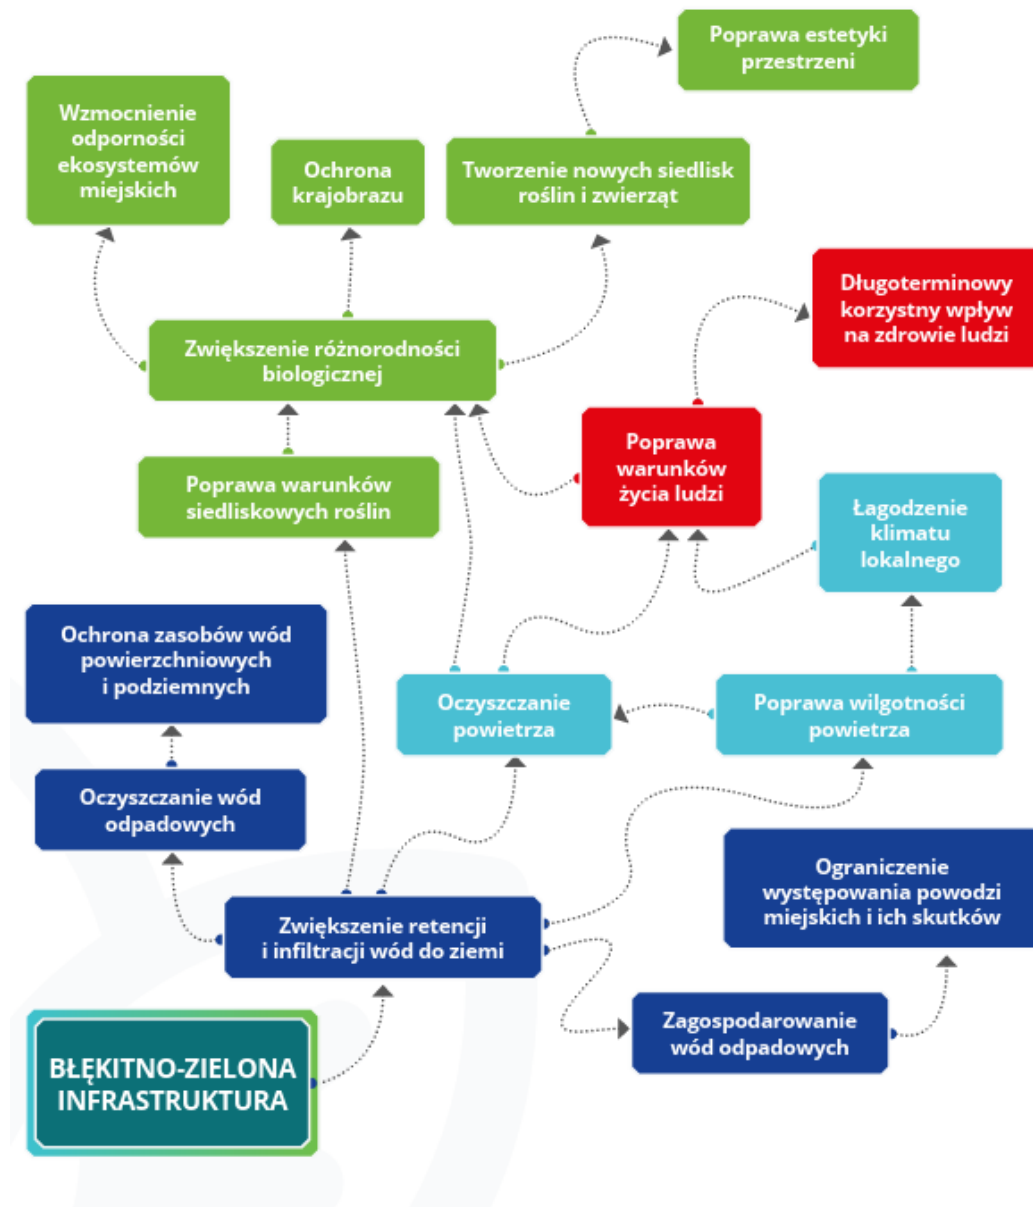 Poprawa estetyki
przestrzeni
Wzmocnienie
odporności
ekosystemów
miejskich
Ochrona
krajobrazu
Tworzenie nowych siedlisk
roślin i zwierząt
Długoterminowy
korzystny wpływ
na zdrowie ludzi
Zwiększenie różnorodności
biologicznej
Poprawa
warunków
życia ludzi
Poprawa warunków
siedliskowych roślin
Łagodzenie
klimatu
lokalnego
Ochrona zasobów wód
powierzchniowych
i podziemnych
Oczyszczanie
powietrza
Poprawa wilgotności
powietrza
Oczyszczanie wód
odpadowych
Ograniczenie
występowania powodzi
miejskich i ich skutków
Zwiększenie retencji
i infiltracji wód do ziemi
Zagospodarowanie
wód odpadowych
BŁĘKITNO-ZIELONA
INFRASTRUKTURA